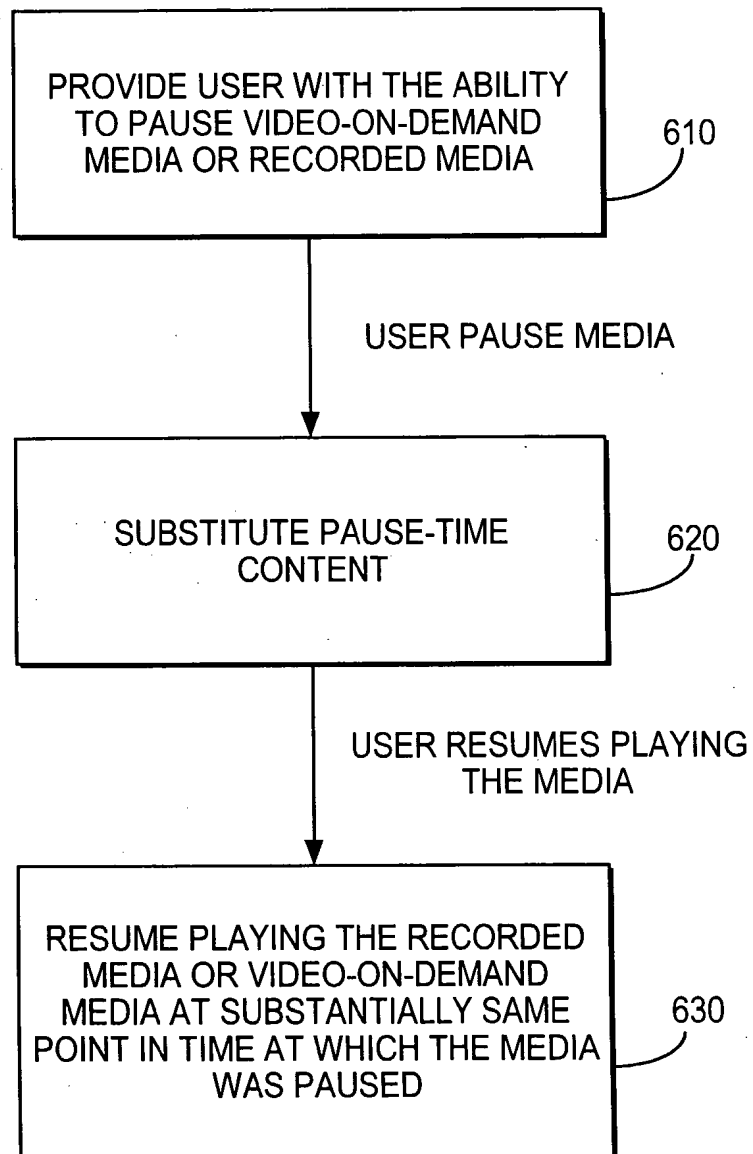 PROVIDE USER WITH THE ABILITY
TO PAUSE VIDEO-ON-DEMAND
MEDIA OR RECORDED MEDIA
610
USER PAUSE MEDIA
SUBSTITUTE PAUSE-TIME
CONTENT
620
USER RESUMES PLAYING
THE MEDIA
RESUME PLAYING THE RECORDED
MEDIA OR VIDEO-ON-DEMAND
MEDIA AT SUBSTANTIALLY SAME
POINT IN TIME AT WHICH THE MEDIA
WAS PAUSED
630